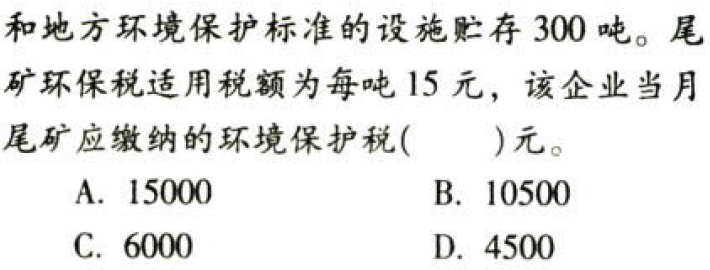 和地方环境保护标准的设施贮存 300 吨。尾
矿环保税适用税额为每吨 15 元，该企业当月
尾矿应缴纳的环境保护税(　　)元。
A. 15000　　B. 10500
C. 6000　　D. 4500